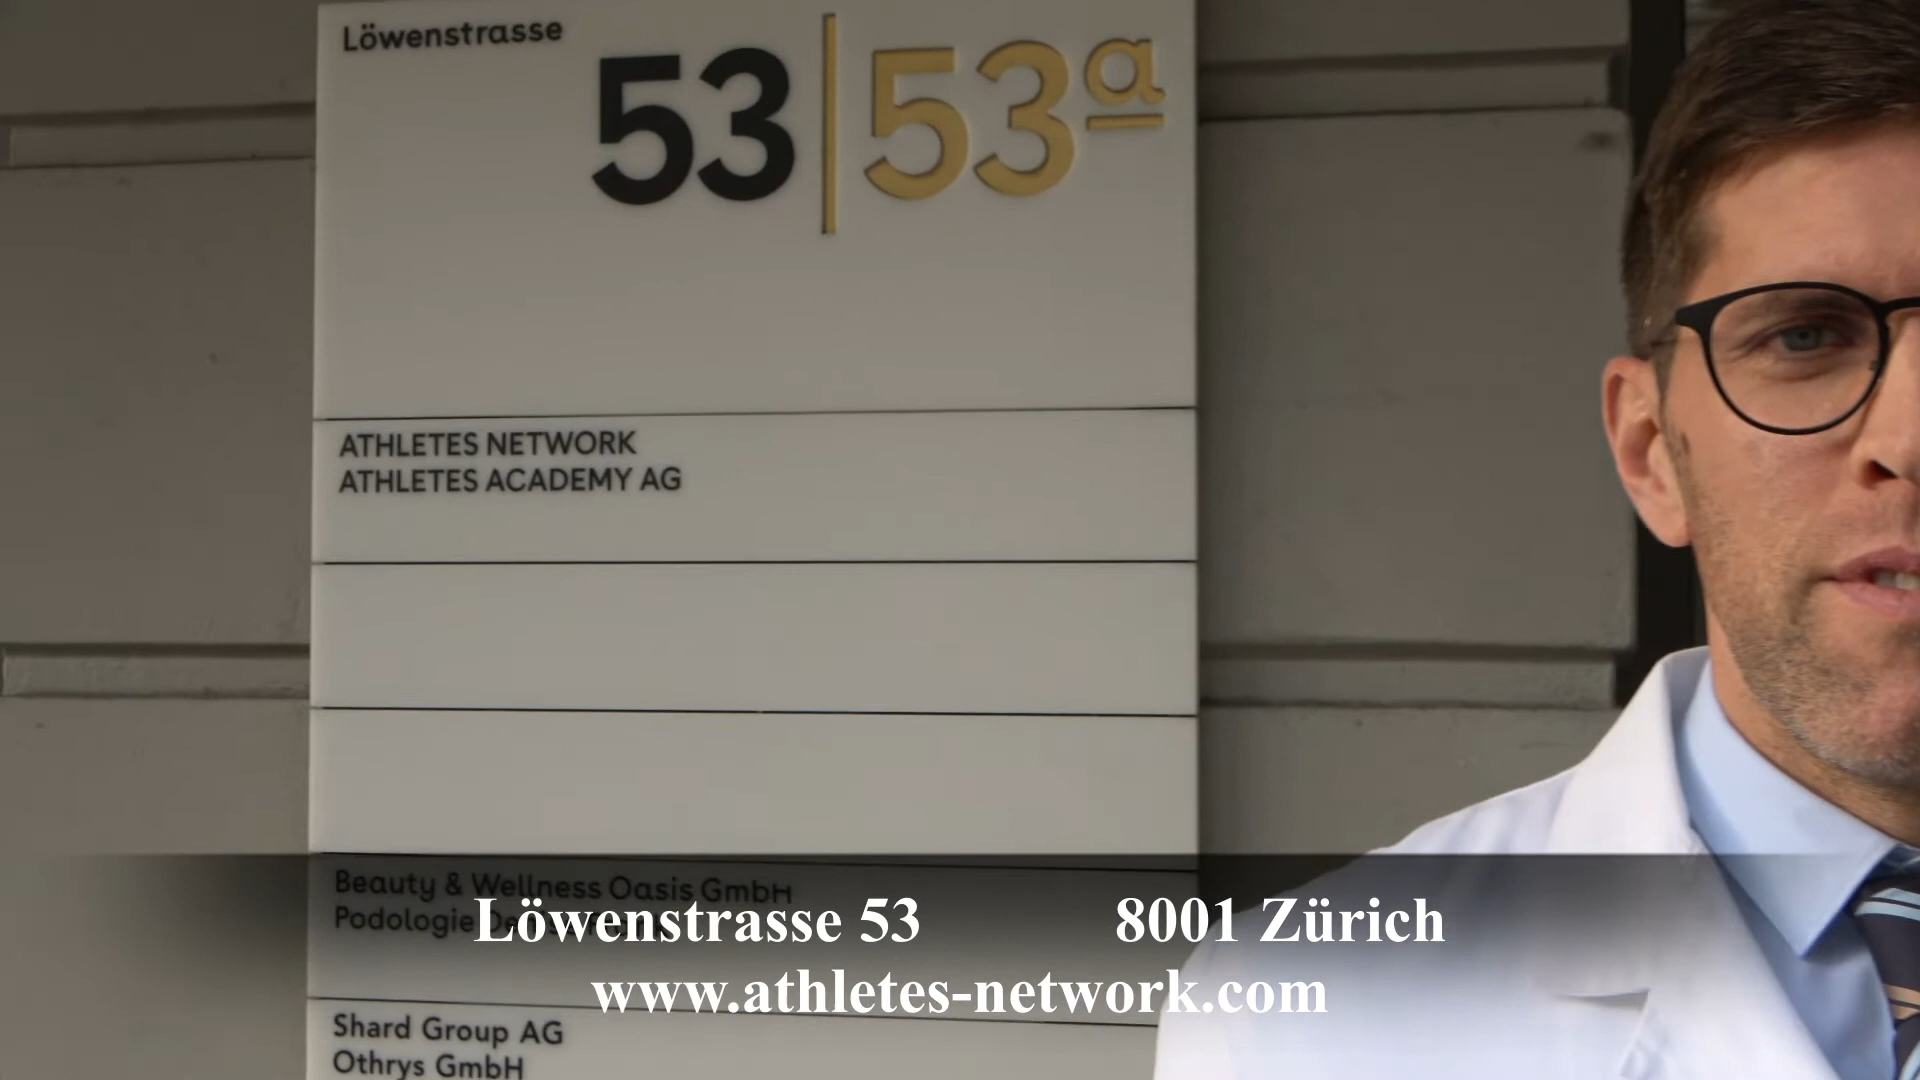 Löwenstrasse
53|53a
ATHLETES NETWORK
ATHLETES ACADEMY AG
Beauty & Wellness Oasis GmbH
Podologie
Löwenstrasse 53 8001 Zürich
www.athletes-network.com
Shard Group AG
Othrys GmbH